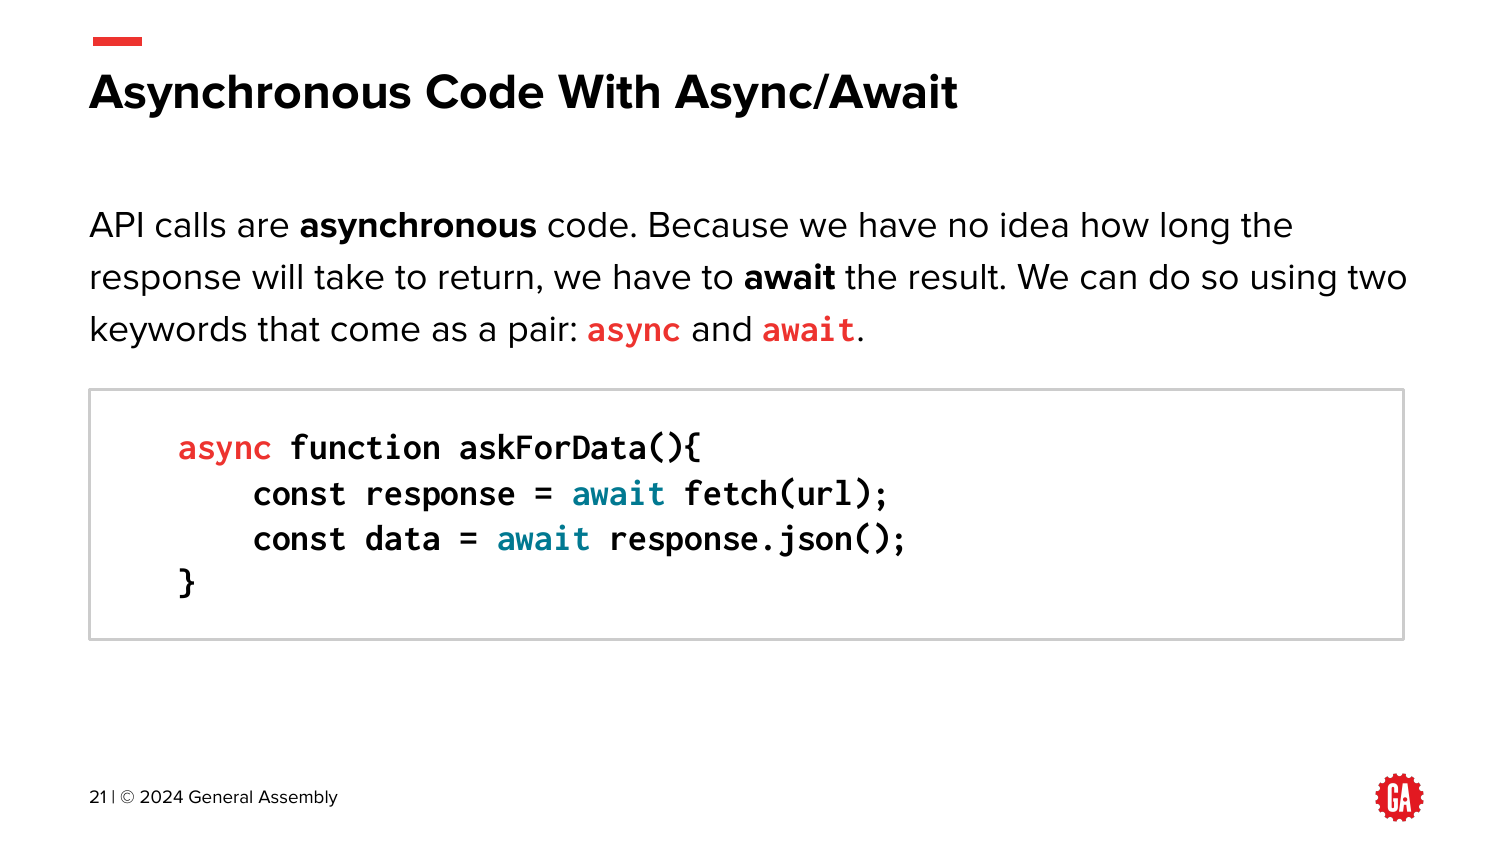 Asynchronous Code With Async/Await
API calls are asynchronous code. Because we have no idea how long the
response will take to return, we have to await the result. We can do so using two
keywords that come as a pair: async and await.
async function askForData(){
    const response = await fetch(url);
    const data = await response.json();
}
21 | © 2024 General Assembly
GA